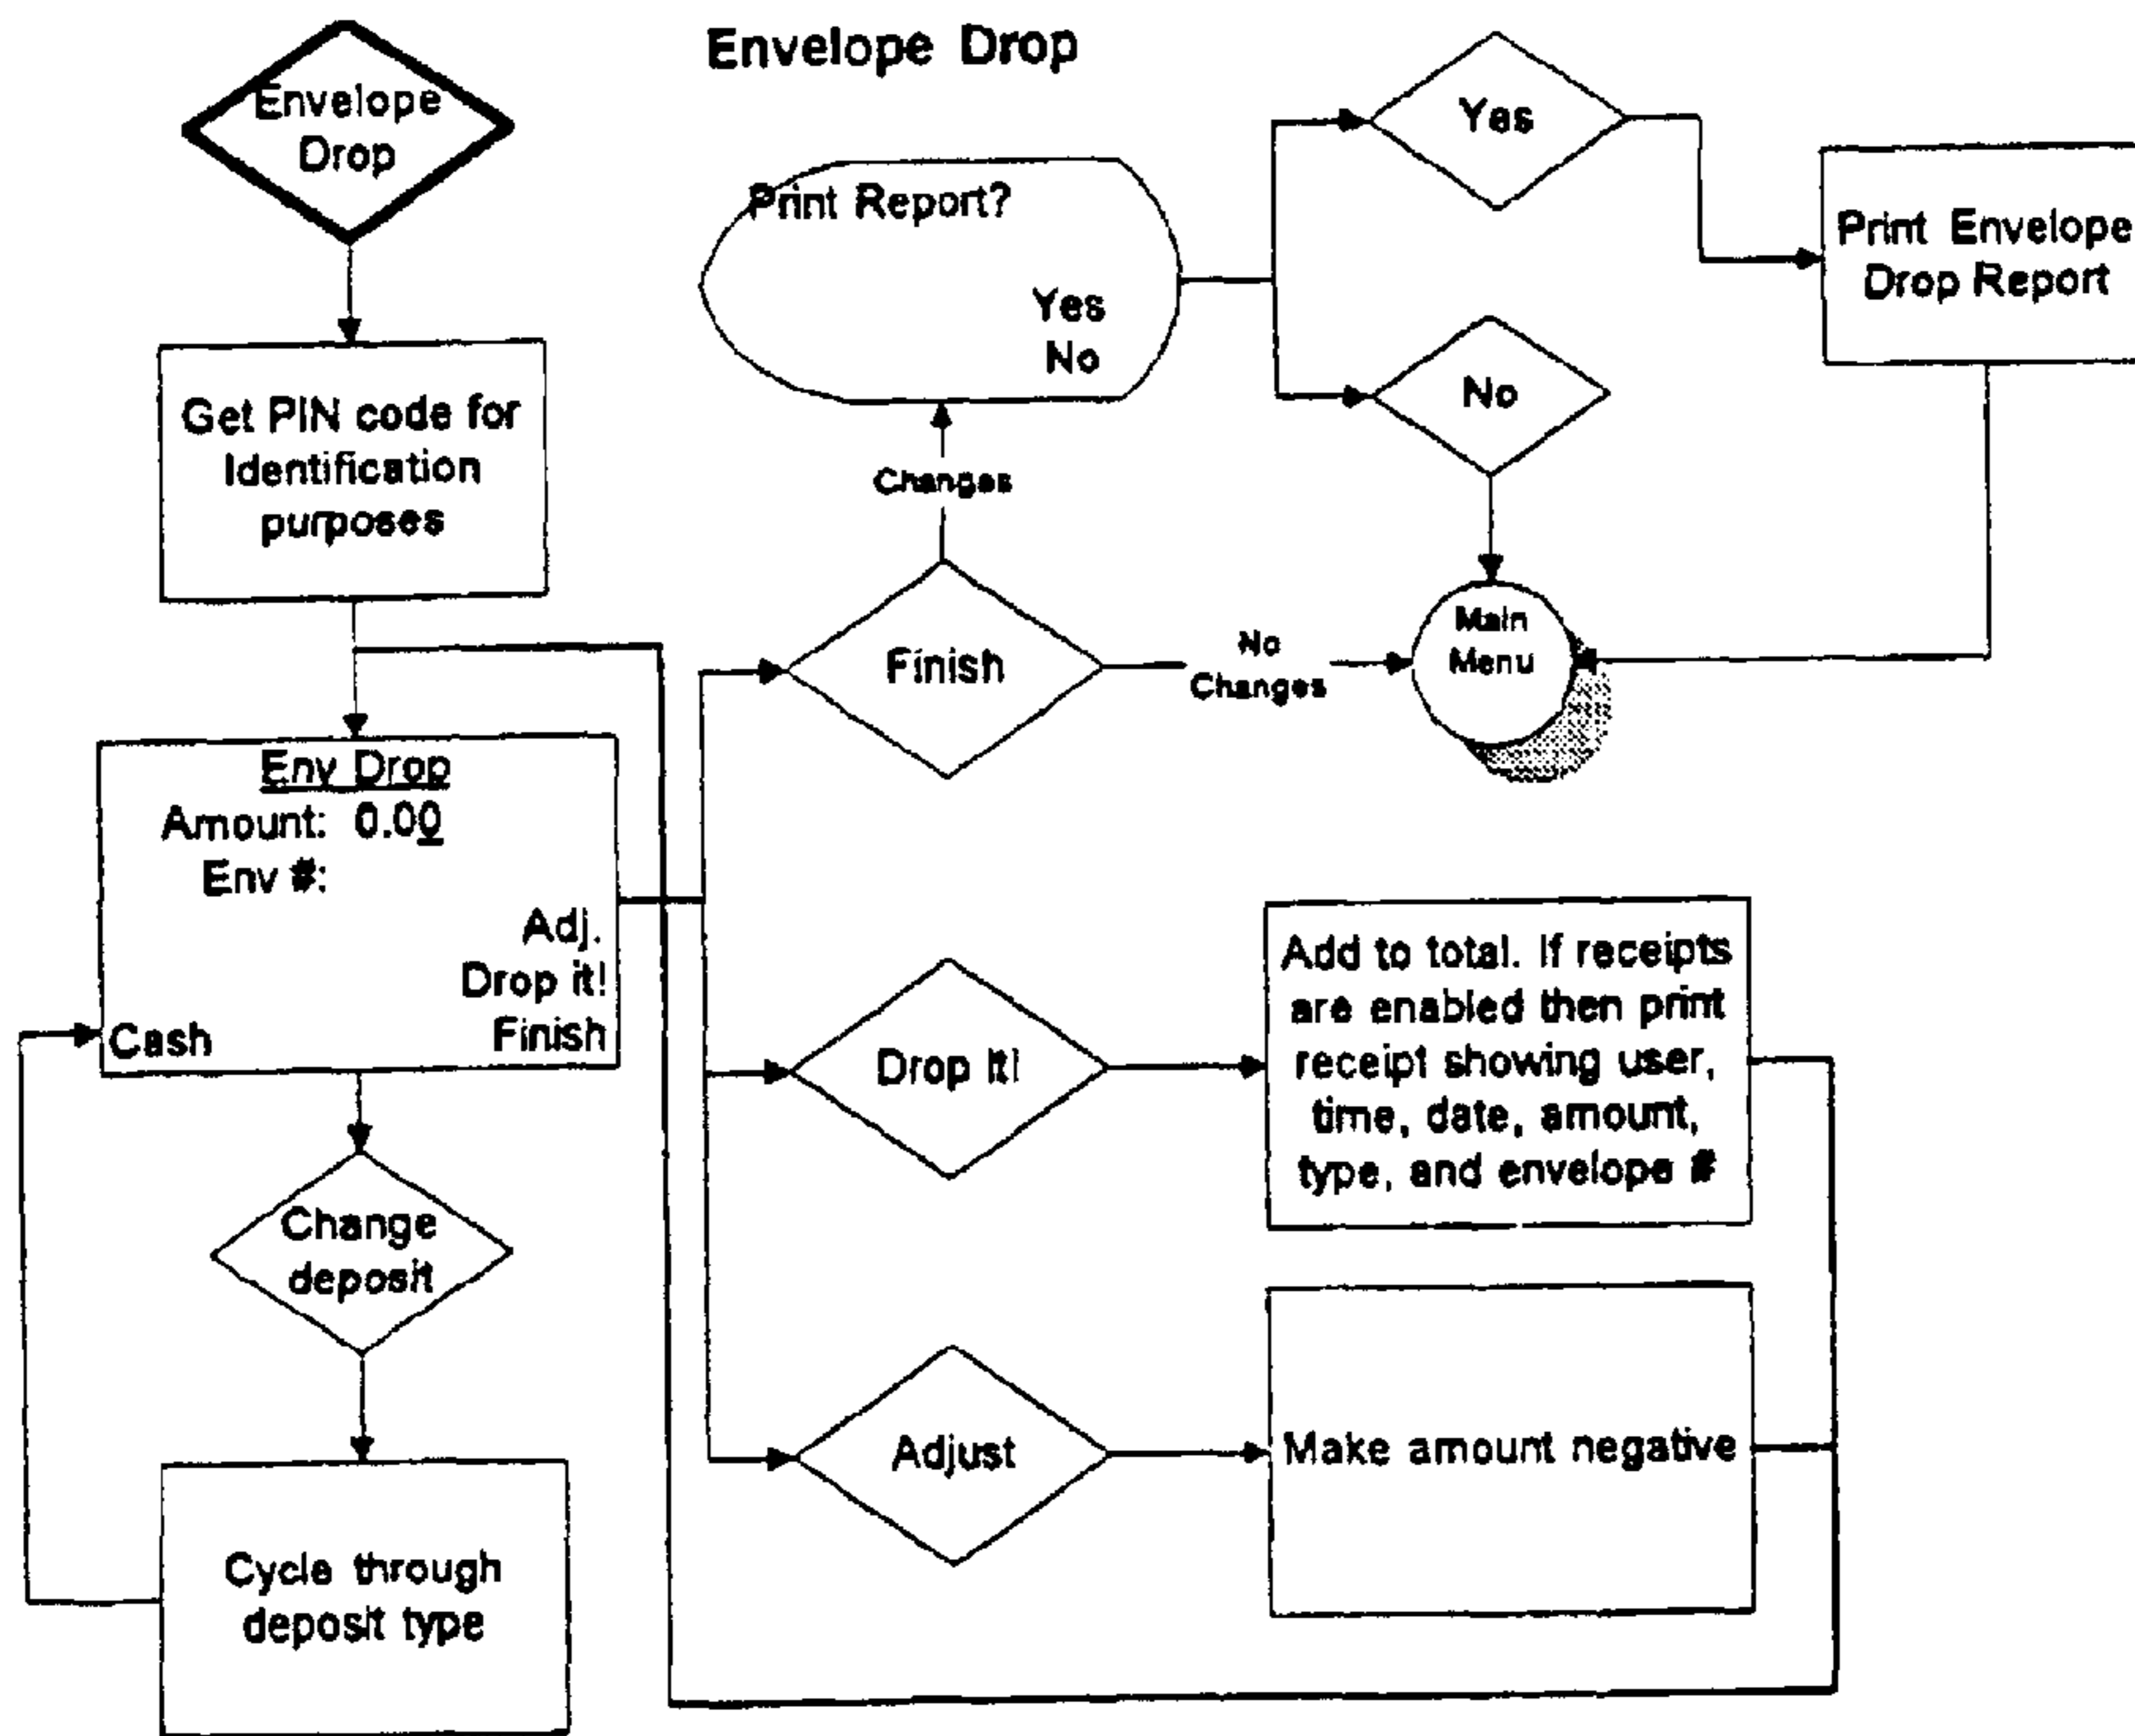 Envelope Drop
Envelope
Drop
Get PIN code for
Identification
purposes
Env Drop
Amount: 0.00
Env #:
Adj.
Drop it!
Finish
Cash
Change
deposit
Cycle through
deposit type
Print Report?
Yes
No
Yes
No
Print Envelope
Drop Report
Changes
Finish
No
Changes
Main
Menu
Drop it!
Add to total. If receipts
are enabled then print
receipt showing user,
time, date, amount,
type, and envelope #
Adjust
Make amount negative